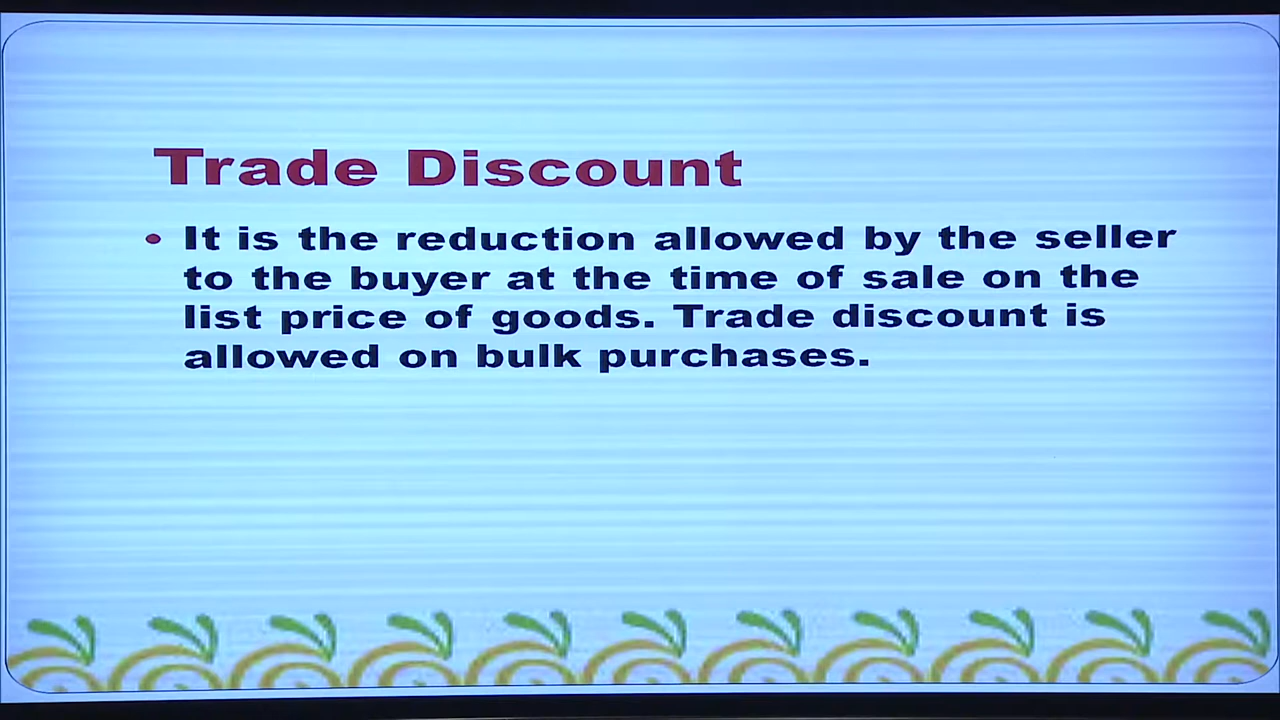 Trade Discount
• It is the reduction allowed by the seller
to the buyer at the time of sale on the
list price of goods. Trade discount is
allowed on bulk purchases.